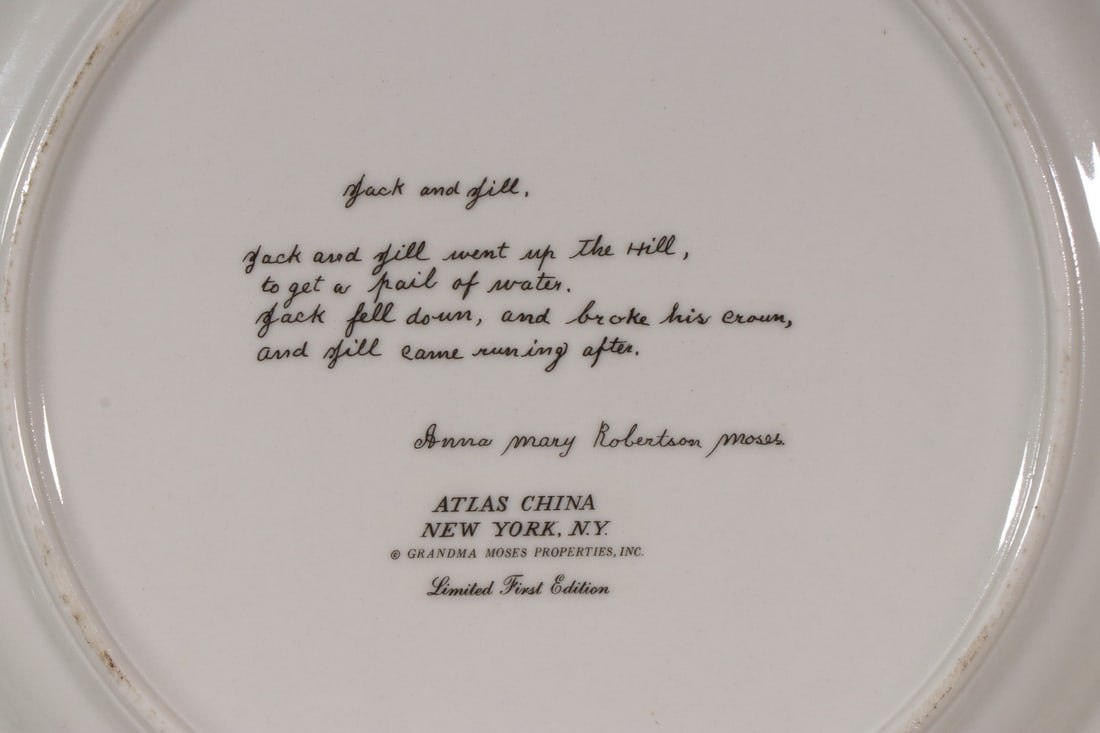 Jack and Jill.
Jack and Jill went up The Hill,
to get a pail of water.
Jack fell down, and broke his crown,
and Jill came runing after.
Anna Mary Robertson Moses.
ATLAS CHINA
NEW YORK, N.Y.
© GRANDMA MOSES PROPERTIES, INC.
Limited First Edition